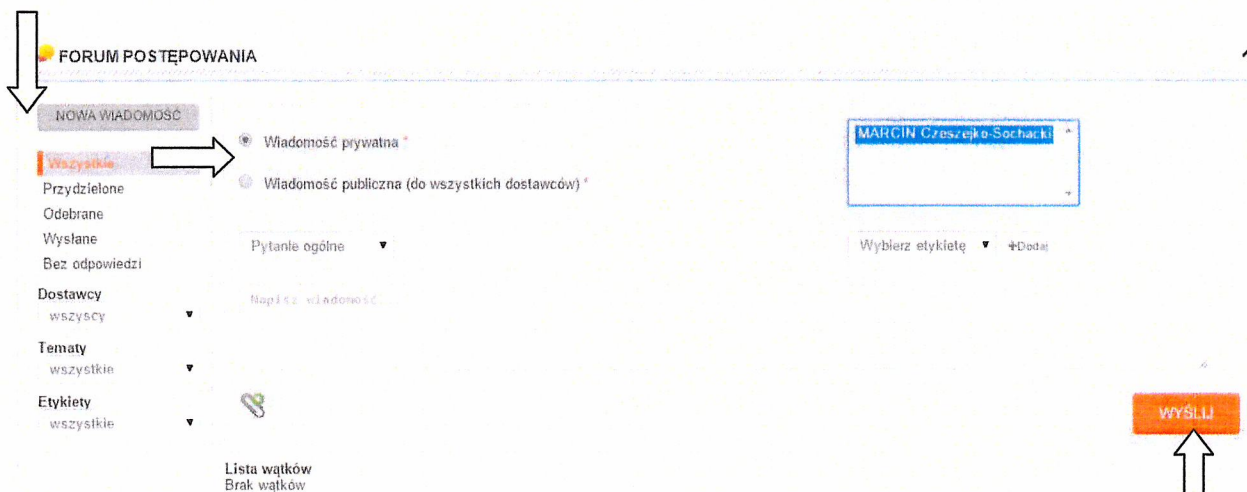 FORUM POSTĘPOWANIA
NOWA WIADOMOŚĆ
Wszystkie
Przydzielone
Odebrane
Wysłane
Bez odpowiedzi
Dostawcy
wszyscy
Tematy
wszystkie
Etykiety
wszystkie
Wiadomość prywatna *
Wiadomość publiczna (do wszystkich dostawców) *
MARCIN Czeszejko-Sochacki
Pytanie ogólne
Wybierz etykietę
+Dodaj
Napisz wiadomość...
WYŚLIJ
Lista wątków
Brak wątków